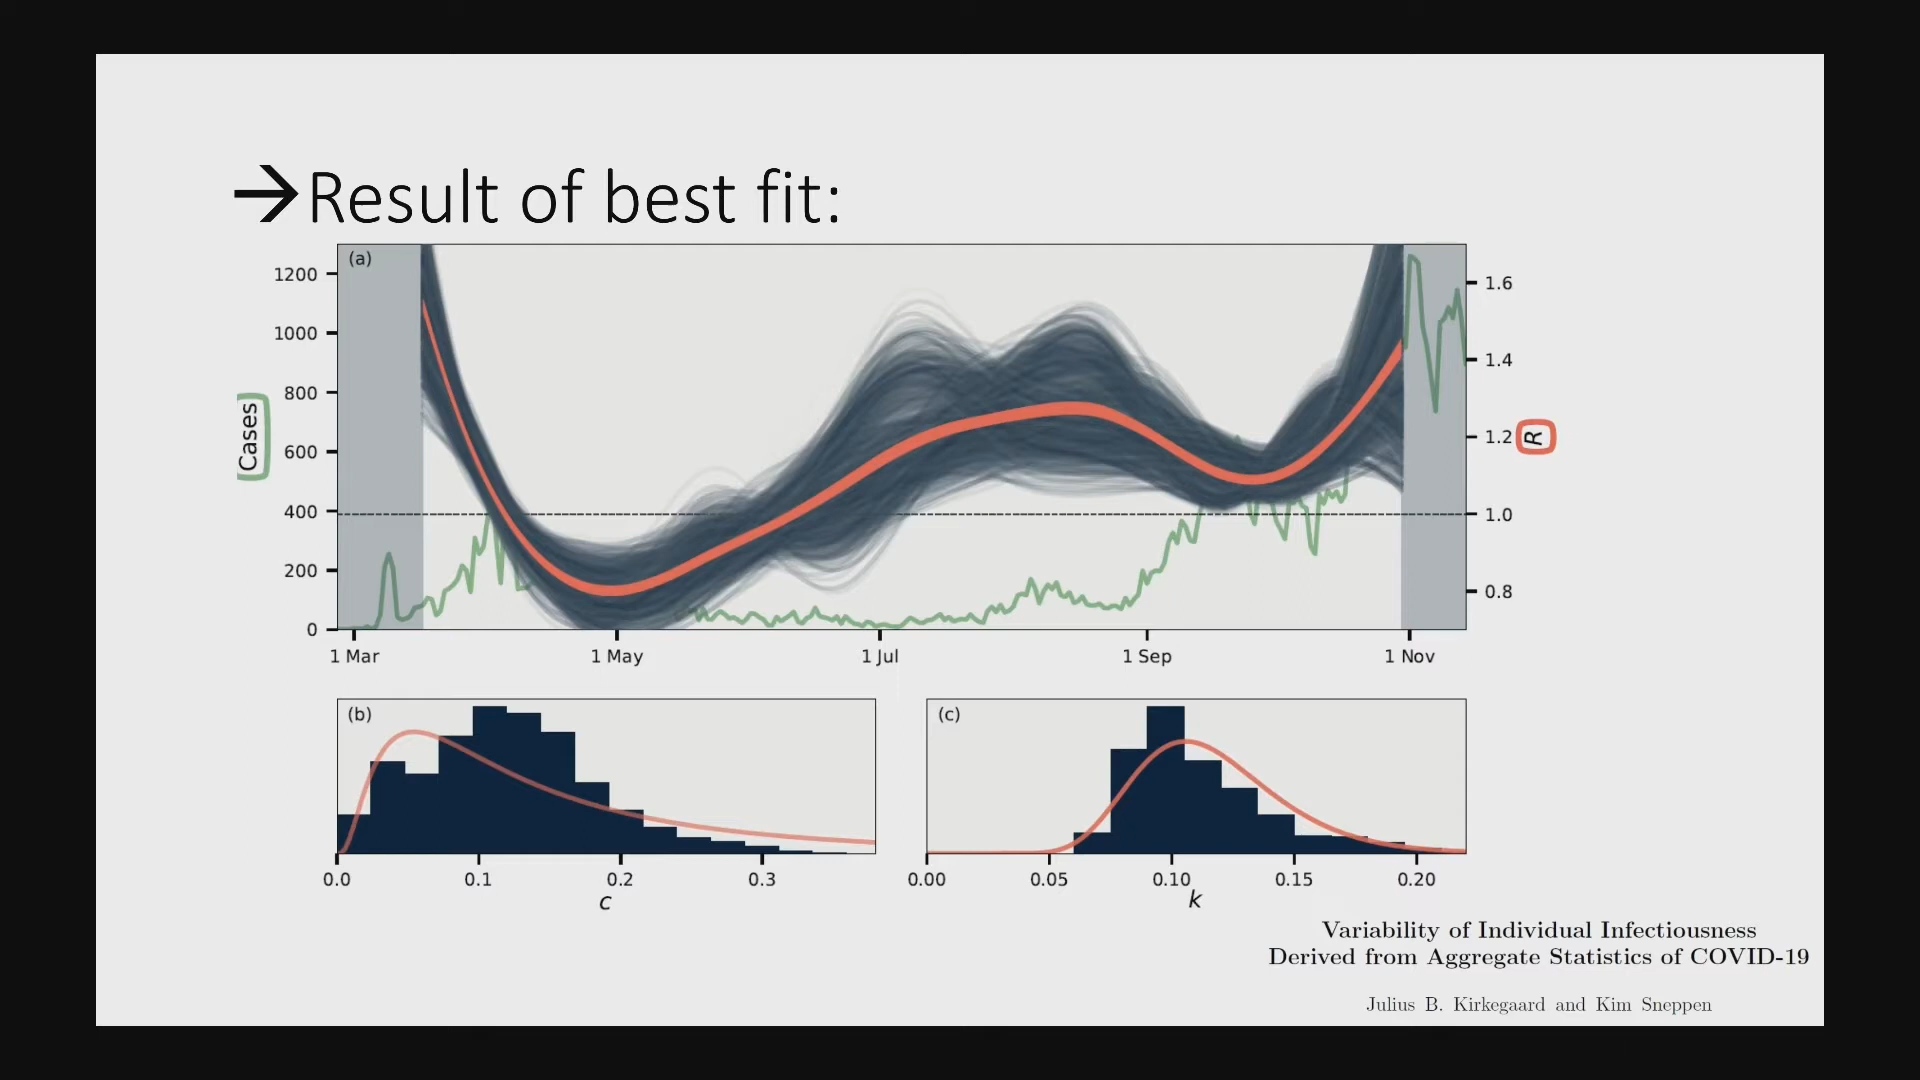 →Result of best fit:
(a)
1200
1000
800
600
400
200
0
Cases
1.6
1.4
1.2
1.0
0.8
R
1 Mar 1 May 1 Jul 1 Sep 1 Nov
(b)
0.0 0.1 0.2 0.3
c
(c)
0.00 0.05 0.10 0.15 0.20
k
Variability of Individual Infectiousness
Derived from Aggregate Statistics of COVID-19
Julius B. Kirkegaard and Kim Sneppen